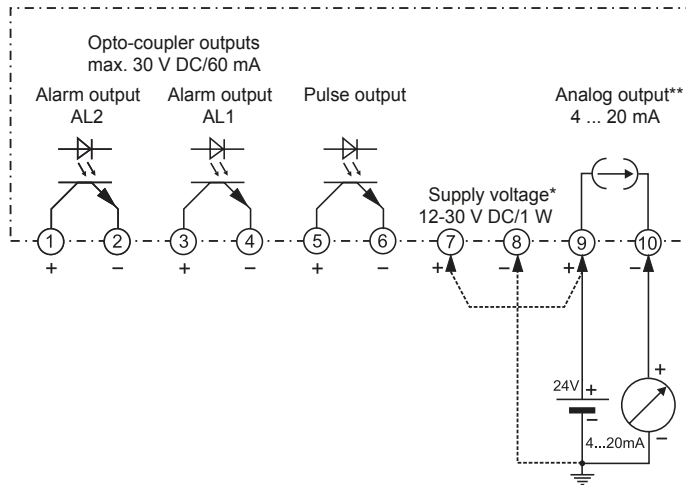 Opto-coupler outputs
max. 30 V DC/60 mA
Alarm output
AL2
Alarm output
AL1
Pulse output
Analog output**
4 ... 20 mA
Supply voltage*
12-30 V DC/1 W
1 2 3 4 5 6 7 8 9 10
+ – + – + – + – + –
24V + +
– –
4...20mA